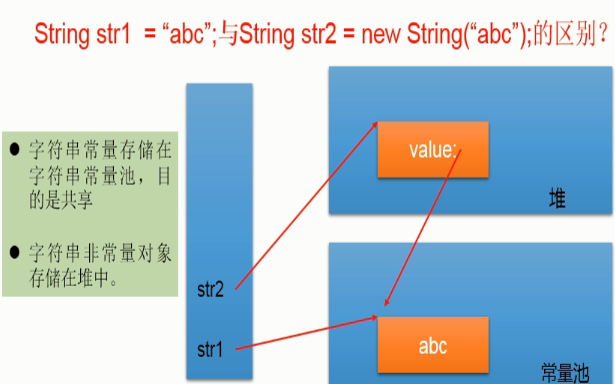 String str1 = “abc”;与String str2 = new String(“abc”);的区别?
● 字符串常量存储在
字符串常量池，目
的是共享
● 字符串非常量对象
存储在堆中。
value:
堆
str2
str1
abc
常量池